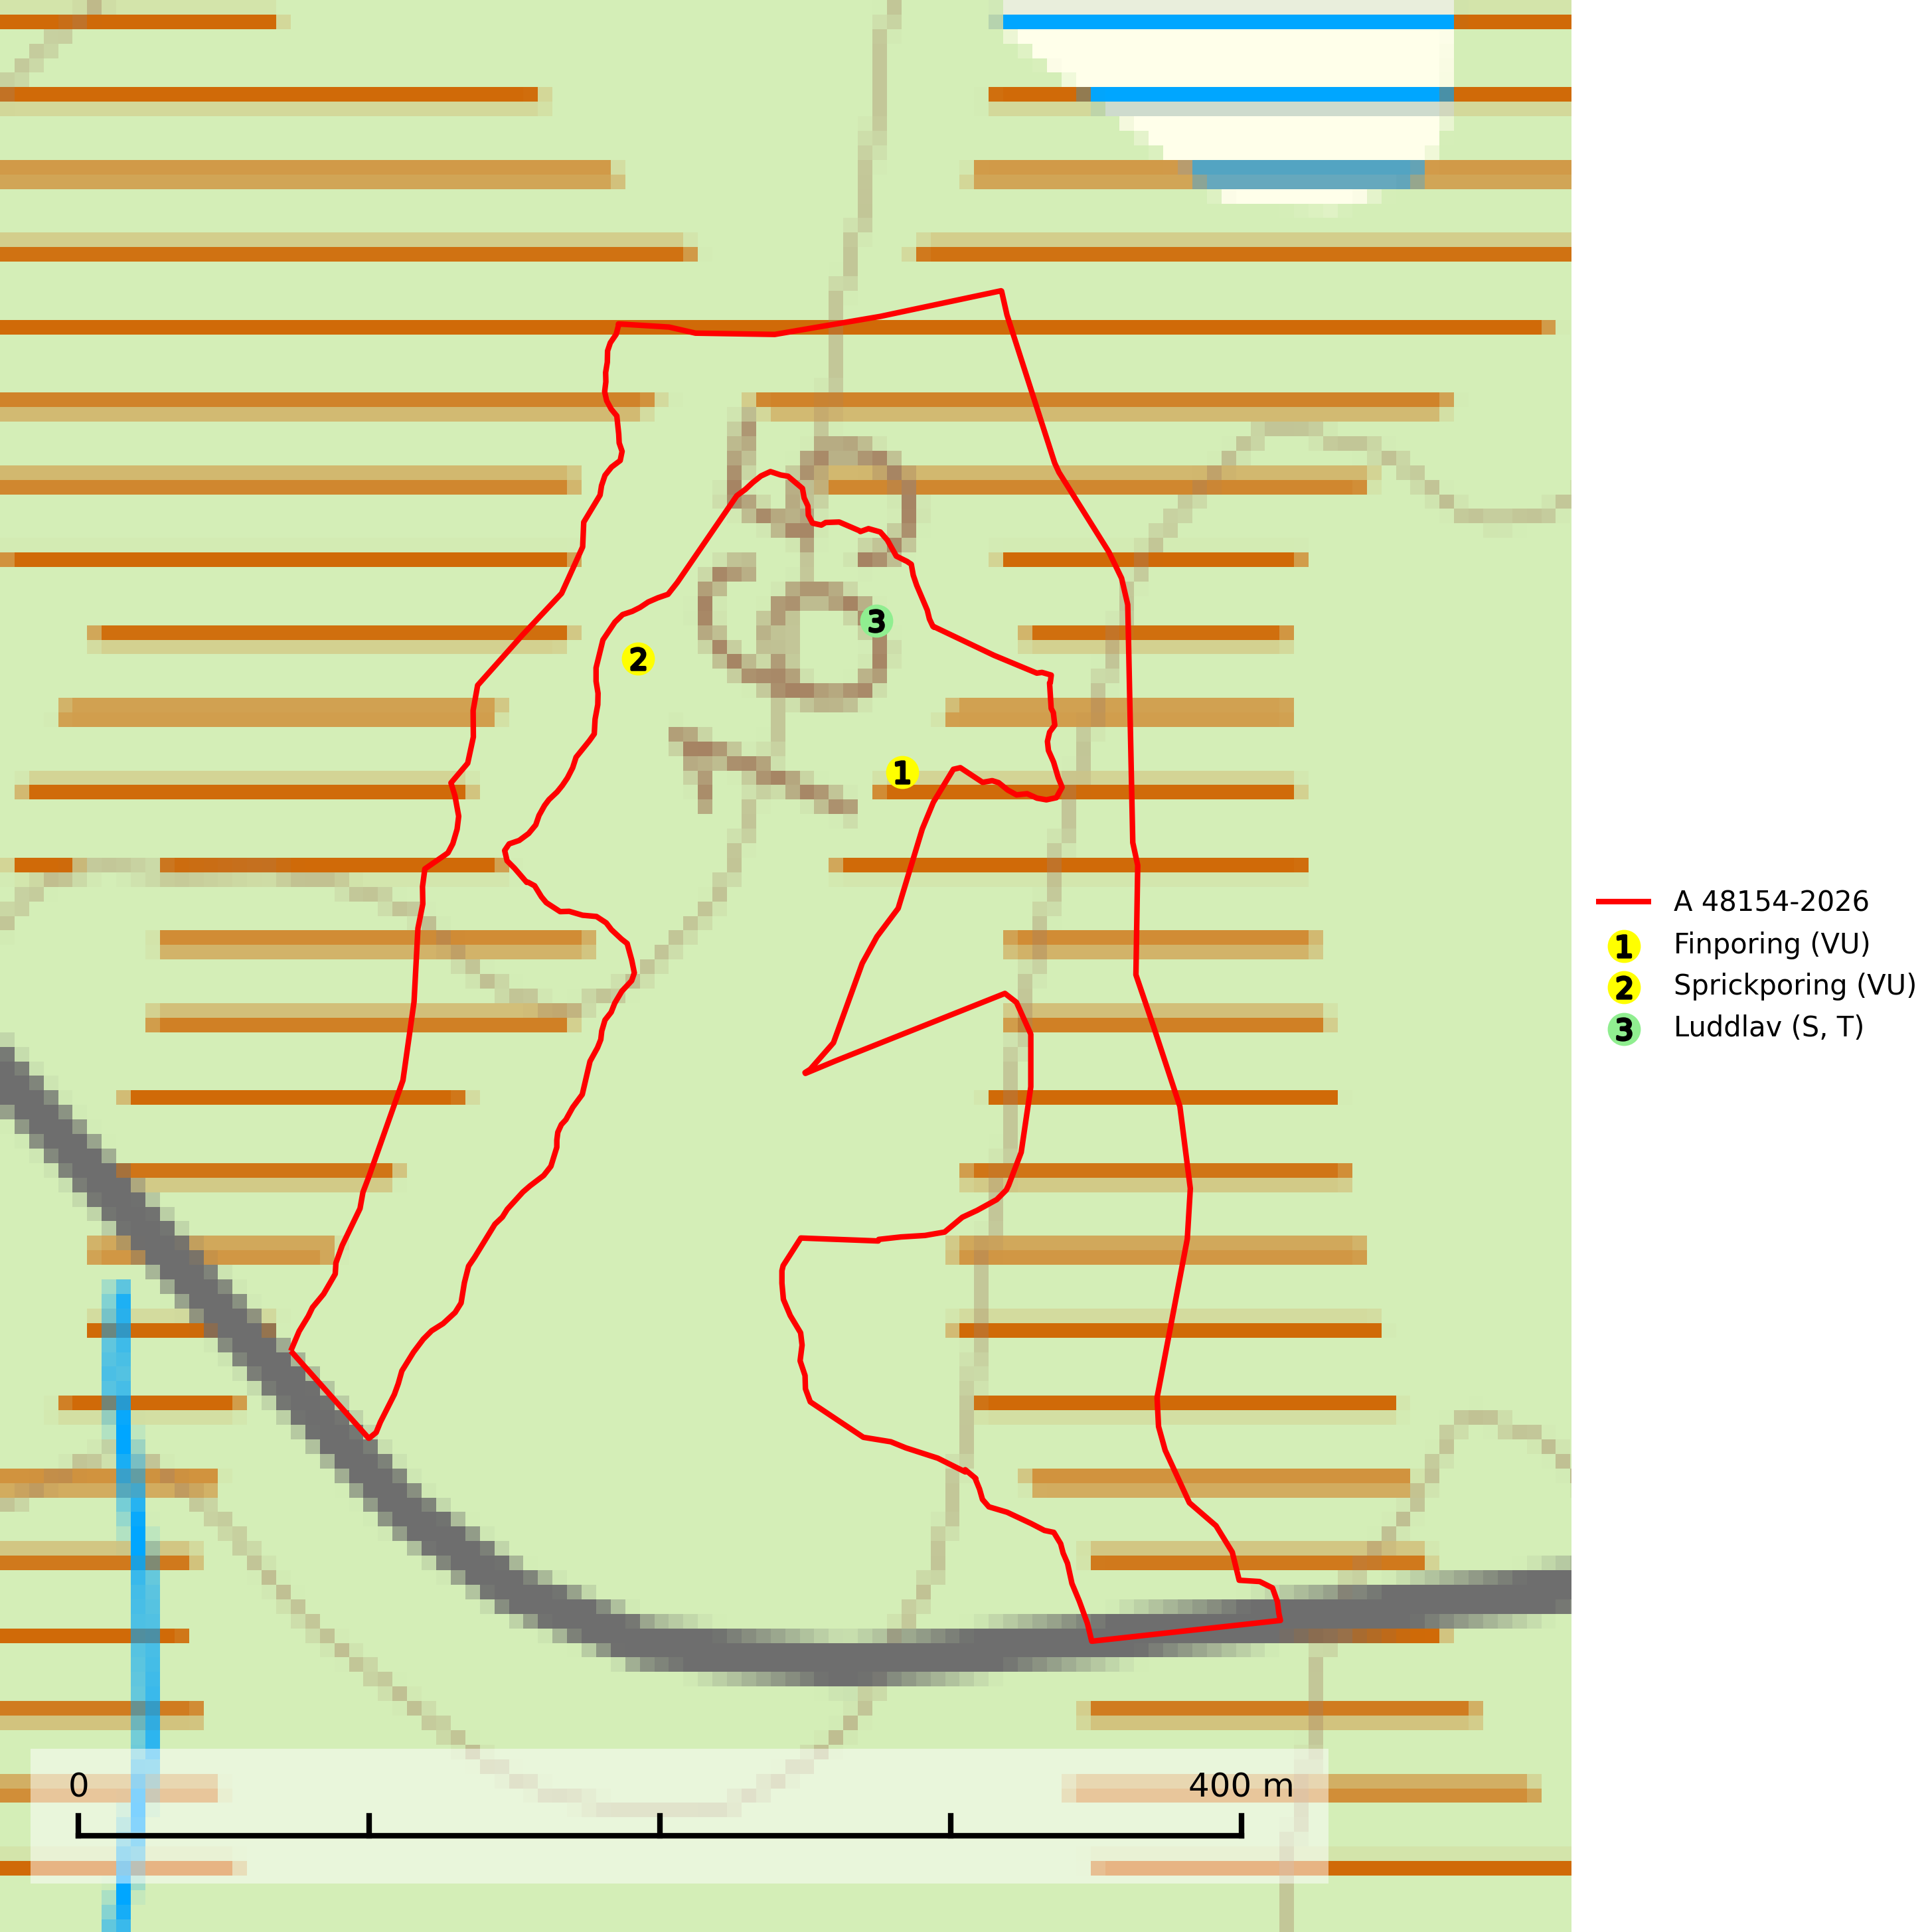 3
2
1
A 48154-2026
1 Finporing (VU)
2 Sprickporing (VU)
3 Luddlav (S, T)
0 400 m